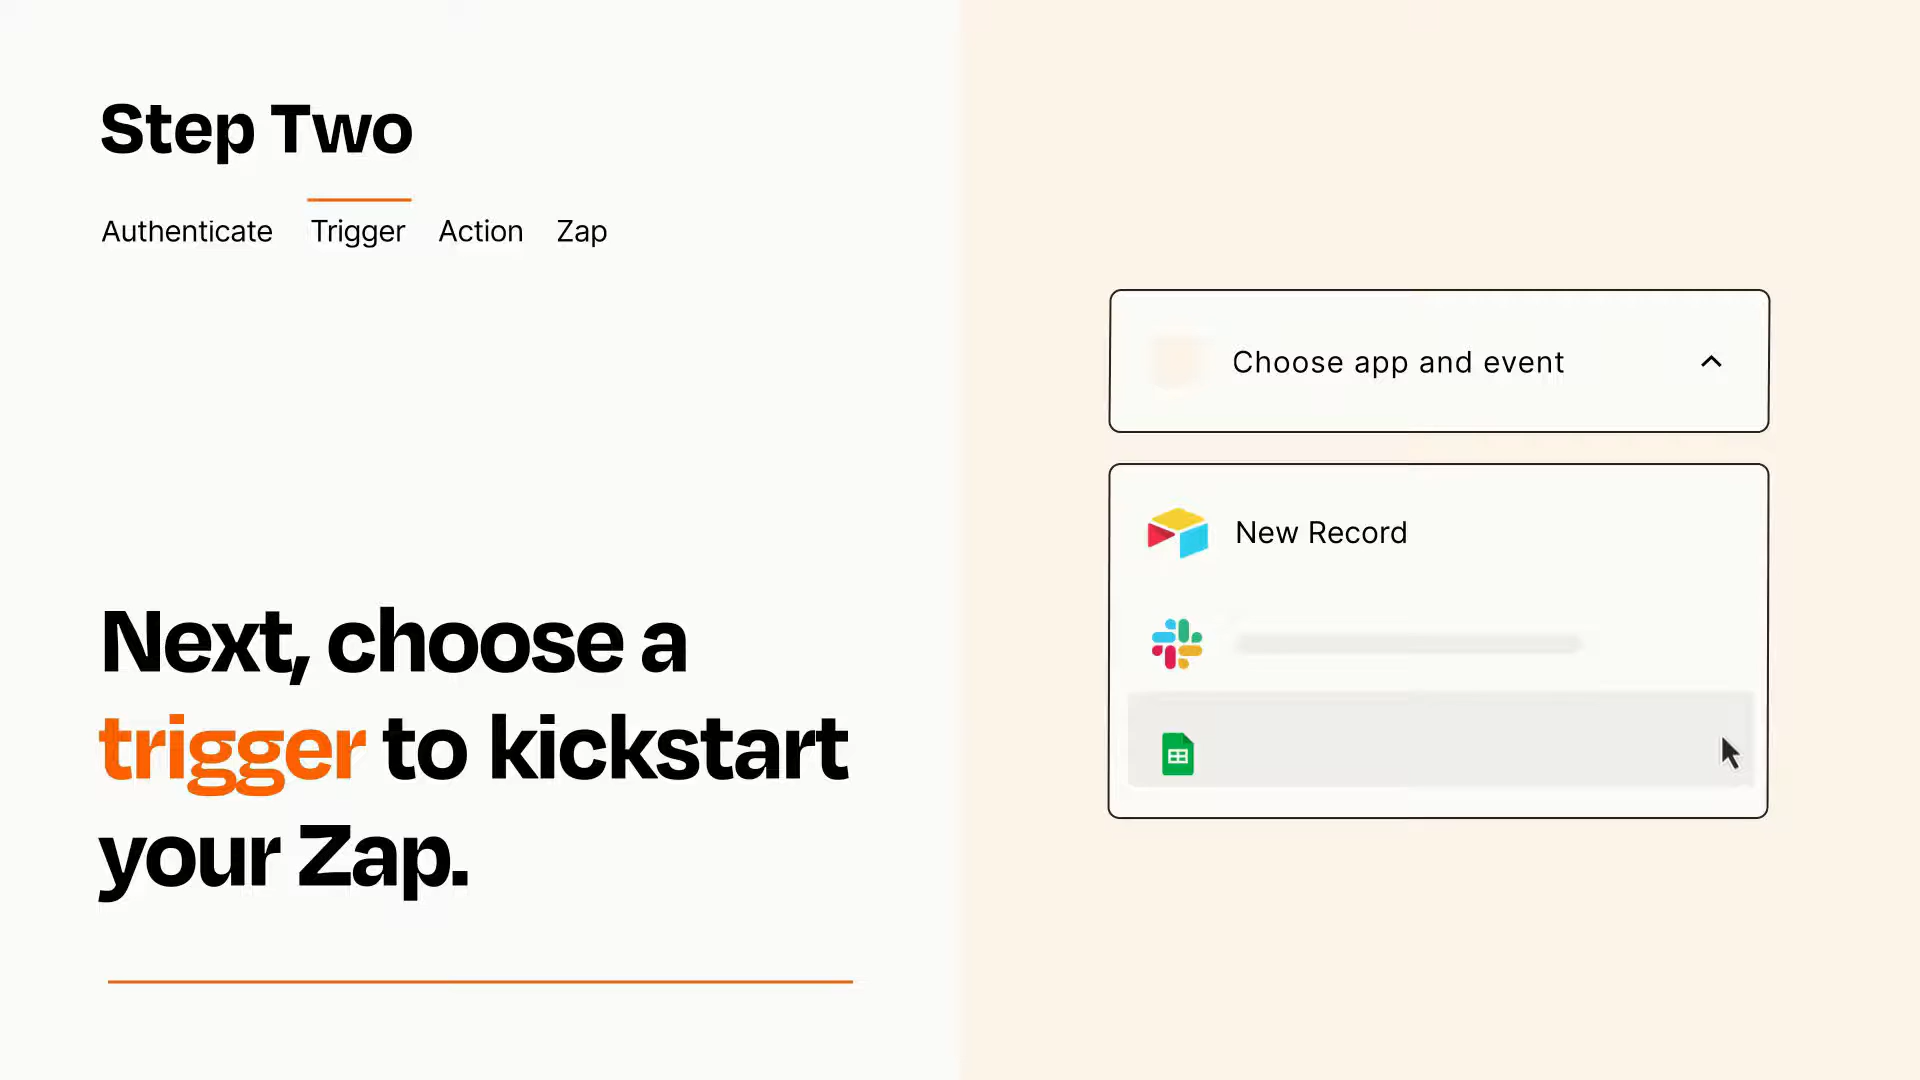 Step Two
Authenticate Trigger Action Zap
Next, choose a
trigger to kickstart
your Zap.
Choose app and event
New Record